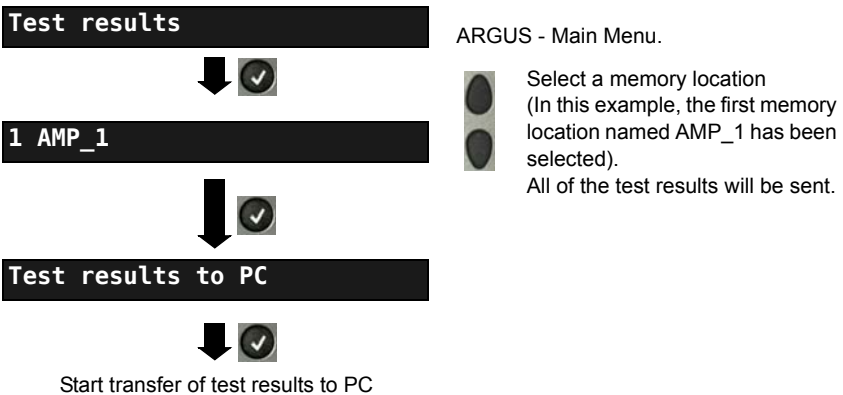 Test results
ARGUS - Main Menu.
Select a memory location
(In this example, the first memory
location named AMP_1 has been
selected).
All of the test results will be sent.
1 AMP_1
Test results to PC
Start transfer of test results to PC